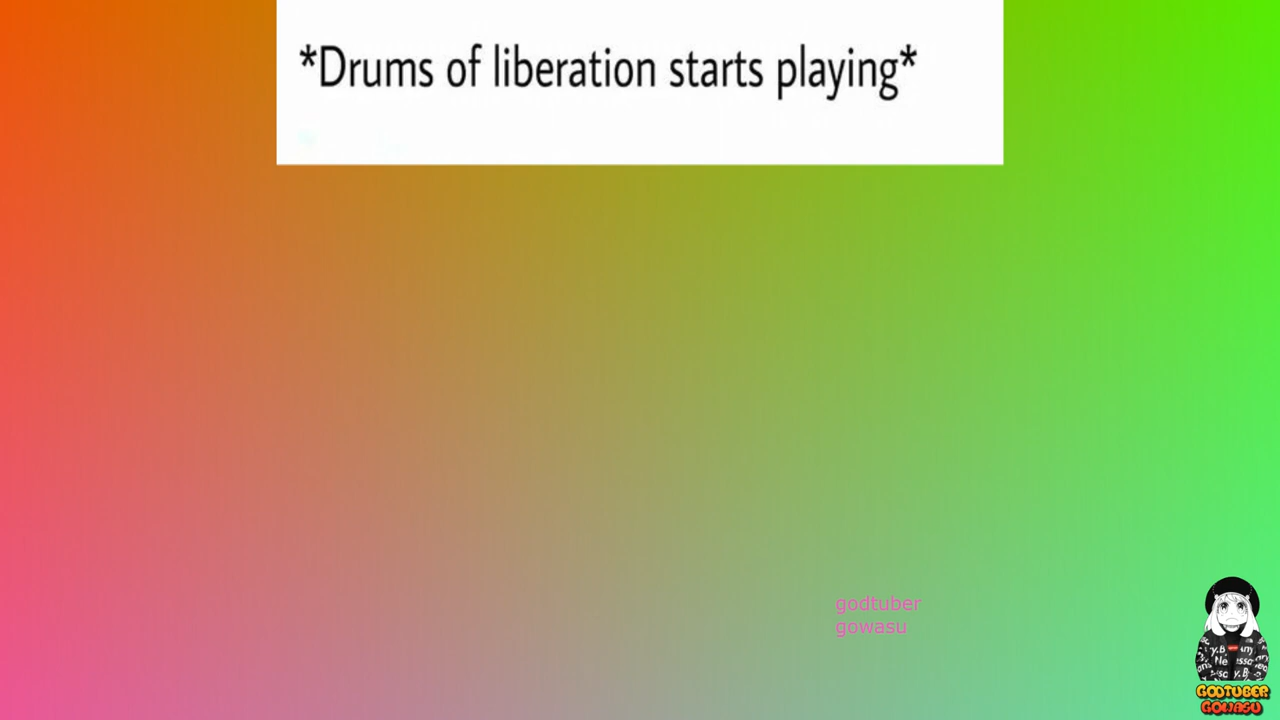 *Drums of liberation starts playing*
godtuber
gowasu
GODTUBER
GOWASU